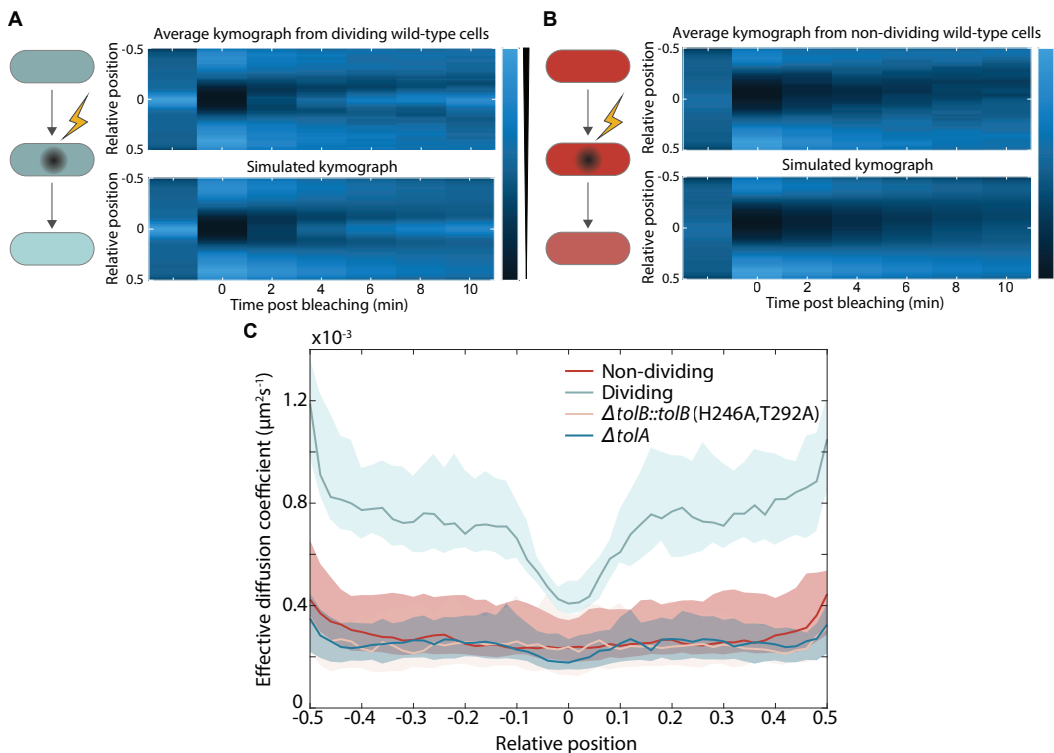 A
Average kymograph from dividing wild-type cells
Relative position
-0.5
0
0.5
Simulated kymograph
Relative position
0
0.5
0 2 4 6 8 10
Time post bleaching (min)
B
Average kymograph from non-dividing wild-type cells
Relative position
-0.5
0
0.5
Simulated kymograph
Relative position
0
0.5
0 2 4 6 8 10
Time post bleaching (min)
C
x10-3
Effective diffusion coefficient (μm²s⁻¹)
1.2
0.8
0.4
0
Non-dividing
Dividing
ΔtolB::tolB (H246A,T292A)
ΔtolA
-0.5 -0.4 -0.3 -0.2 -0.1 0 0.1 0.2 0.3 0.4 0.5
Relative position